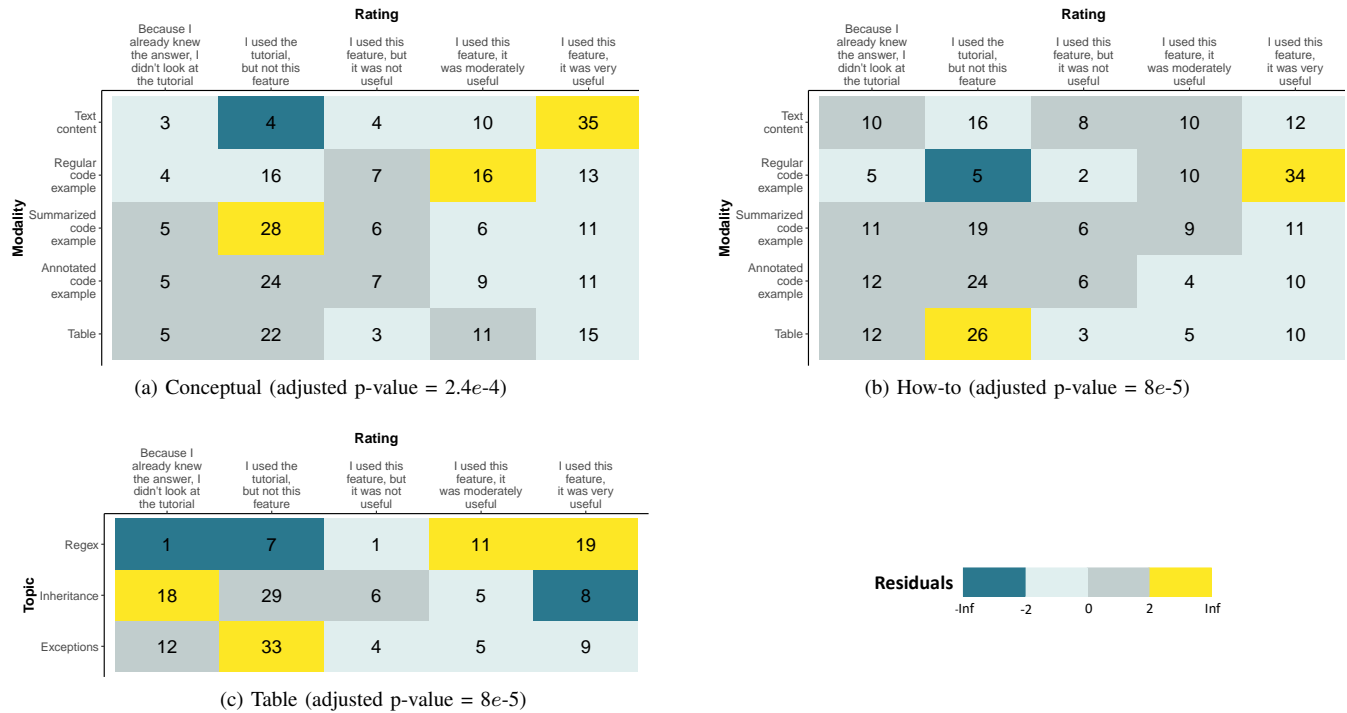 Rating
Because I
already knew
the answer, I
didn't look at
the tutorial
I used the
tutorial,
but not this
feature
I used this
feature, but
it was not
useful
I used this
feature, it
was moderately
useful
I used this
feature,
it was very
useful
Modality
Text
content
3 4 4 10 35
Regular
code
example
4 16 7 16 13
Summarized
code
example
5 28 6 6 11
Annotated
code
example
5 24 7 9 11
Table
5 22 3 11 15
(a) Conceptual (adjusted p-value = 2.4e-4)
Rating
Because I
already knew
the answer, I
didn't look at
the tutorial
I used the
tutorial,
but not this
feature
I used this
feature, but
it was not
useful
I used this
feature, it
was moderately
useful
I used this
feature,
it was very
useful
Modality
Text
content
10 16 8 10 12
Regular
code
example
5 5 2 10 34
Summarized
code
example
11 19 6 9 11
Annotated
code
example
12 24 6 4 10
Table
12 26 3 5 10
(b) How-to (adjusted p-value = 8e-5)
Rating
Because I
already knew
the answer, I
didn't look at
the tutorial
I used the
tutorial,
but not this
feature
I used this
feature, but
it was not
useful
I used this
feature, it
was moderately
useful
I used this
feature,
it was very
useful
Topic
Regex
1 7 1 11 19
Inheritance
18 29 6 5 8
Exceptions
12 33 4 5 9
(c) Table (adjusted p-value = 8e-5)
Residuals
-Inf -2 0 2 Inf